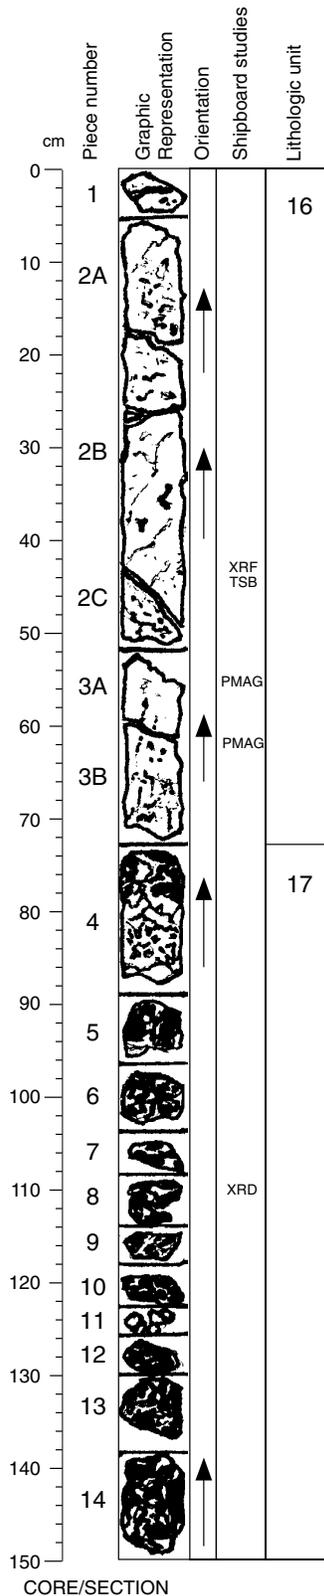 cm
Piece number
Graphic
Representation
Orientation
Shipboard studies
Lithologic unit
0
10
20
30
40
50
60
70
80
90
100
110
120
130
140
150
1
2A
2B
2C
3A
3B
4
5
6
7
8
9
10
11
12
13
14
XRF
TSB
PMAG
PMAG
XRD
16
17
CORE/SECTION